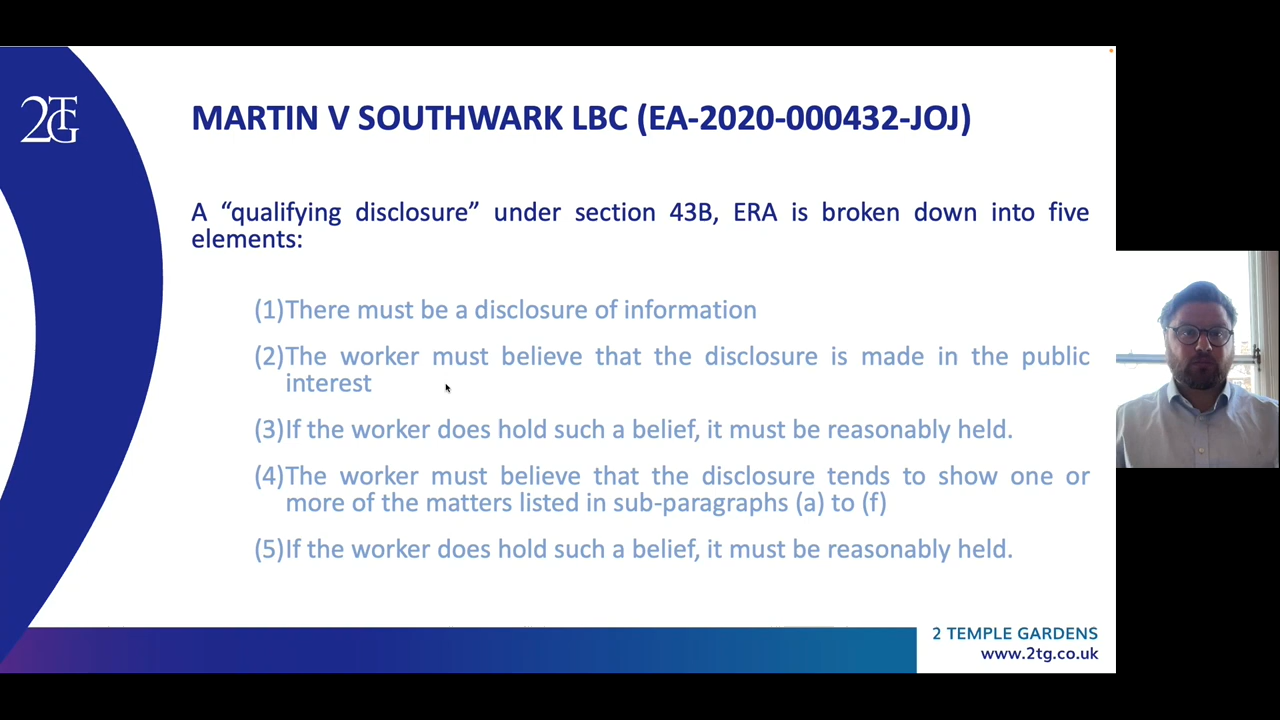 2TG
MARTIN V SOUTHWARK LBC (EA-2020-000432-JOJ)
A “qualifying disclosure” under section 43B, ERA is broken down into five
elements:
(1)There must be a disclosure of information
(2)The worker must believe that the disclosure is made in the public
interest
(3)If the worker does hold such a belief, it must be reasonably held.
(4)The worker must believe that the disclosure tends to show one or
more of the matters listed in sub-paragraphs (a) to (f)
(5)If the worker does hold such a belief, it must be reasonably held.
2 TEMPLE GARDENS
www.2tg.co.uk